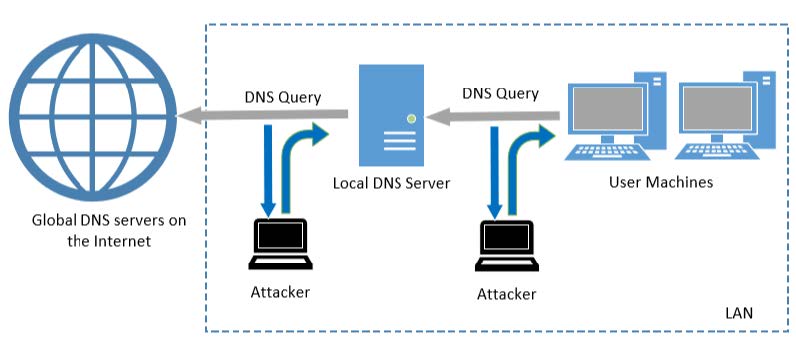 DNS Query
DNS Query
Local DNS Server
User Machines
Global DNS servers on
the Internet
Attacker
Attacker
LAN